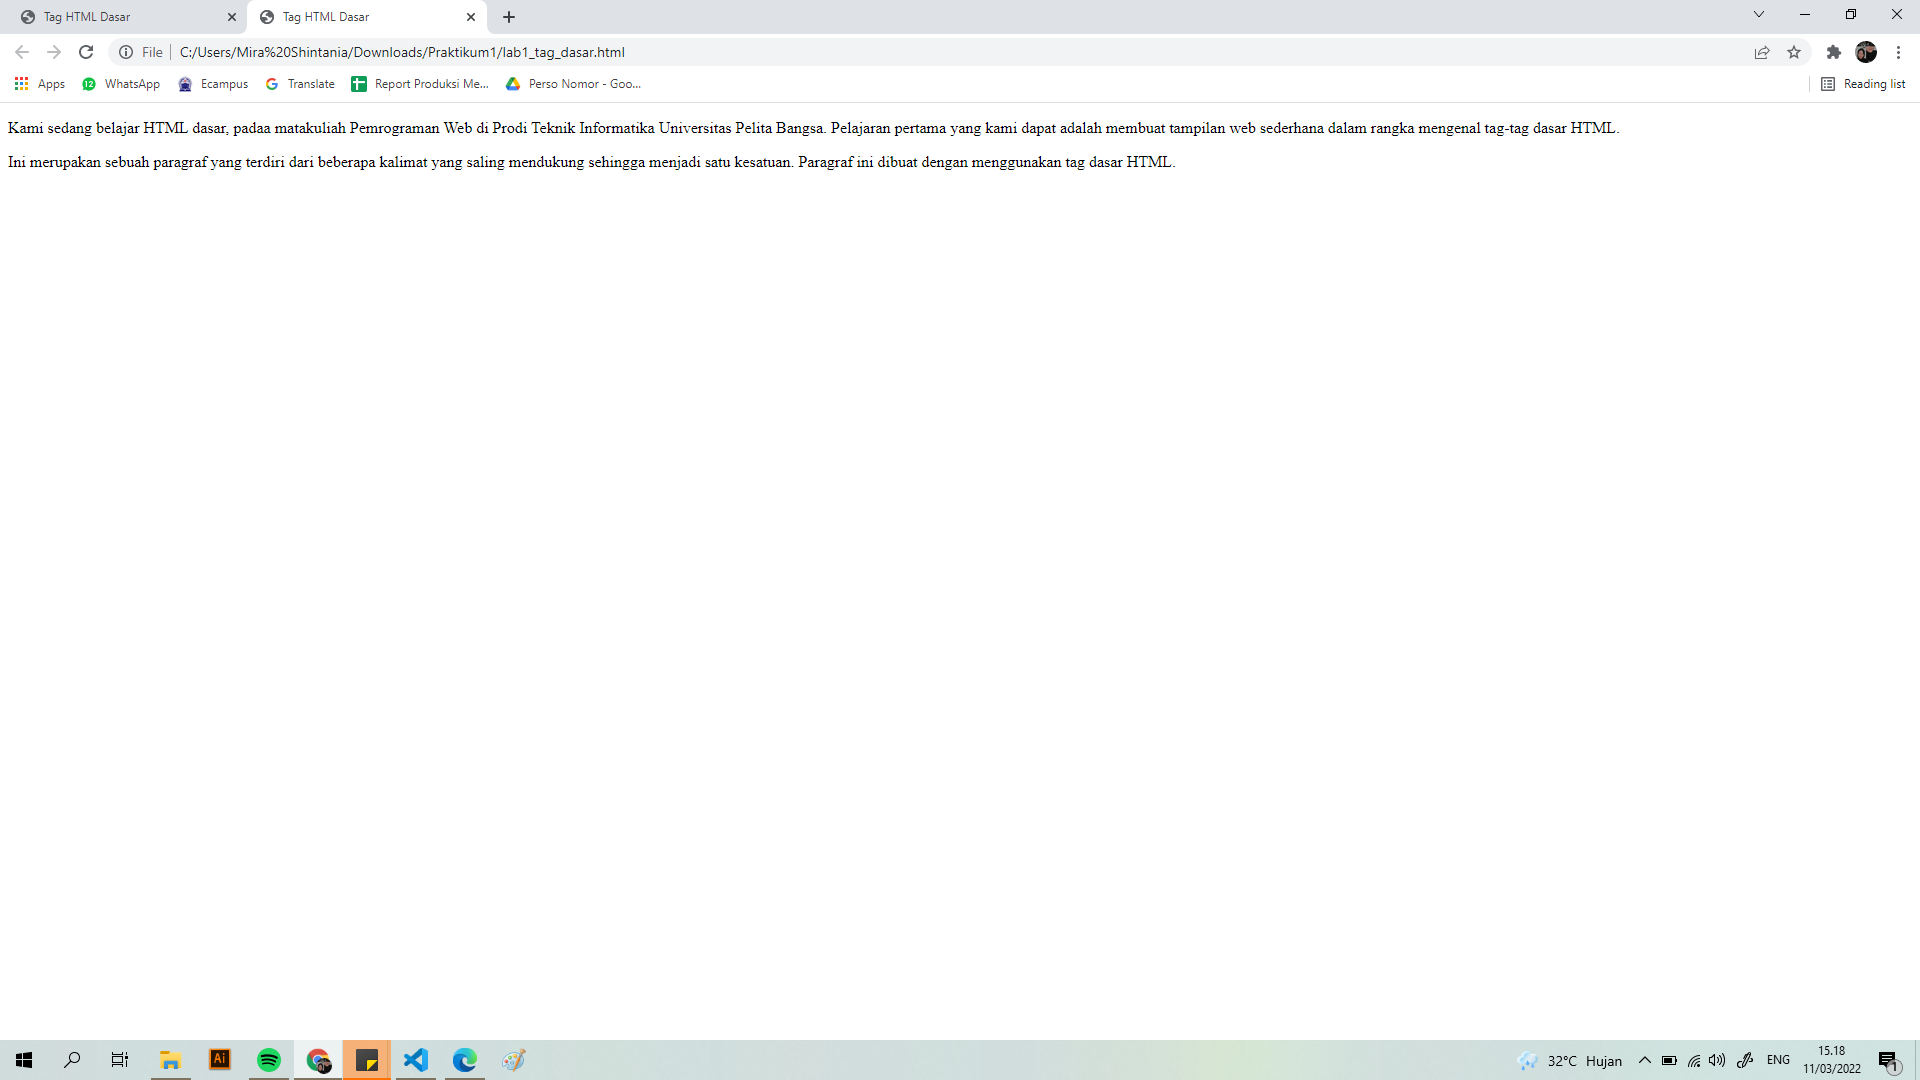 Tag HTML Dasar
Tag HTML Dasar
File
C:/Users/Mira%20Shintania/Downloads/Praktikum1/lab1_tag_dasar.html
Apps
12
WhatsApp
Ecampus
Translate
Report Produksi Me...
Perso Nomor - Goo...
Reading list
Kami sedang belajar HTML dasar, padaa matakuliah Pemrograman Web di Prodi Teknik Informatika Universitas Pelita Bangsa. Pelajaran pertama yang kami dapat adalah membuat tampilan web sederhana dalam rangka mengenal tag-tag dasar HTML.
Ini merupakan sebuah paragraf yang terdiri dari beberapa kalimat yang saling mendukung sehingga menjadi satu kesatuan. Paragraf ini dibuat dengan menggunakan tag dasar HTML.
Ai
32°C Hujan
ENG
15.18
11/03/2022
1